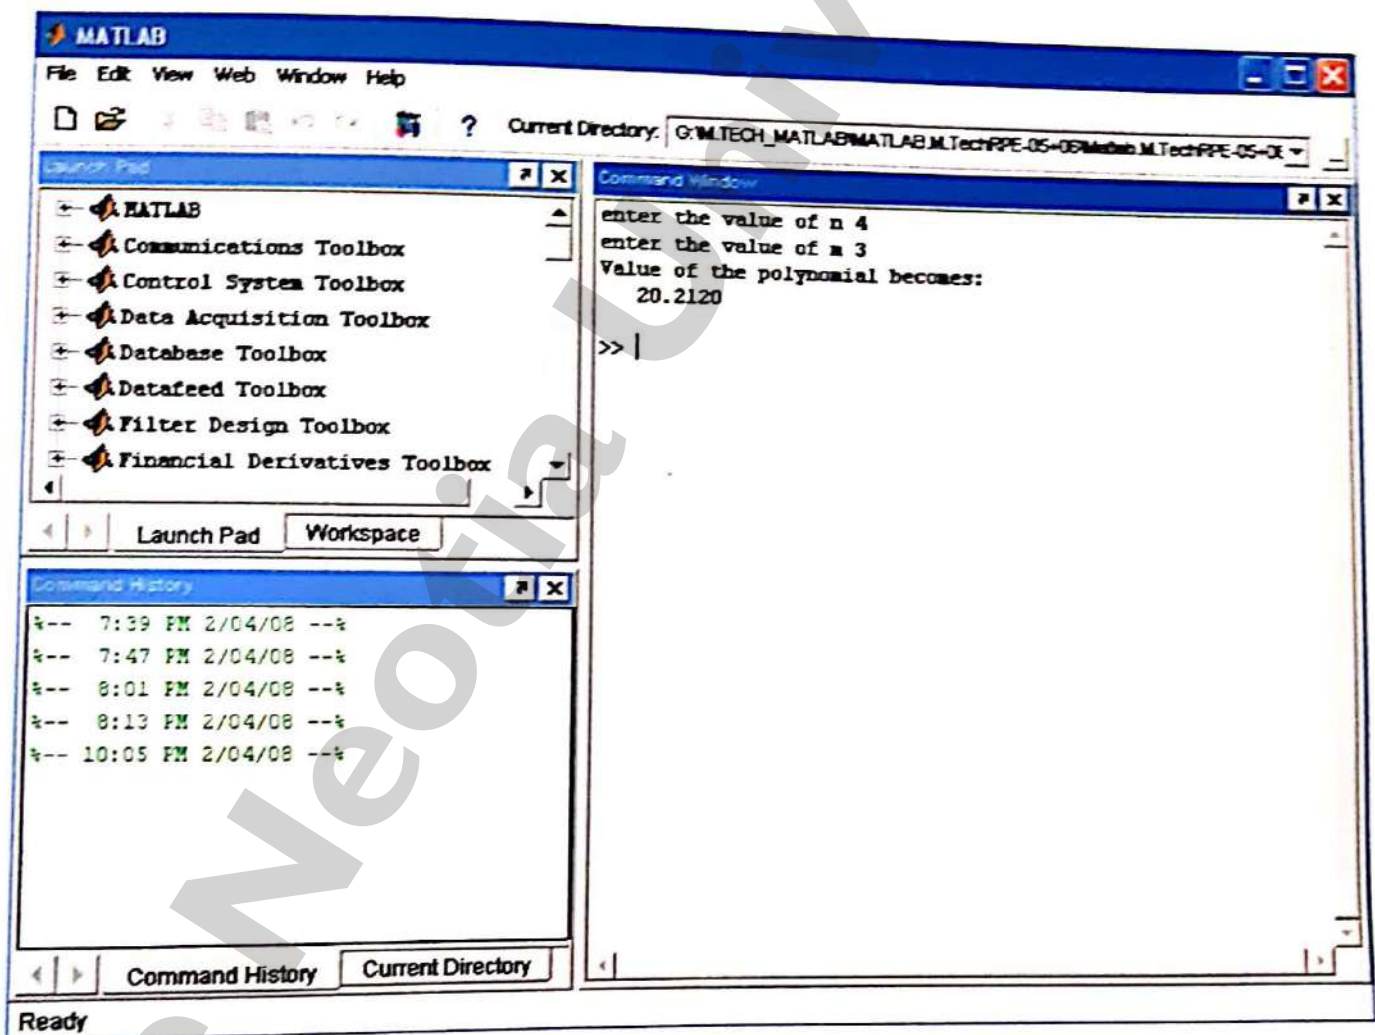 MATLAB
File Edit View Web Window Help
? Current Directory:
Launch Pad
MATLAB
Communications Toolbox
Control System Toolbox
Data Acquisition Toolbox
Database Toolbox
Datafeed Toolbox
Filter Design Toolbox
Financial Derivatives Toolbox
Launch Pad Workspace
Command History
%-- 7:39 PM 2/04/08 --%
%-- 7:47 PM 2/04/08 --%
%-- 8:01 PM 2/04/08 --%
%-- 8:13 PM 2/04/08 --%
%-- 10:05 PM 2/04/08 --%
Command History Current Directory
Ready
Command Window
enter the value of n 4
enter the value of m 3
Value of the polynomial becomes:
20.2120
>>
Neotia Univ